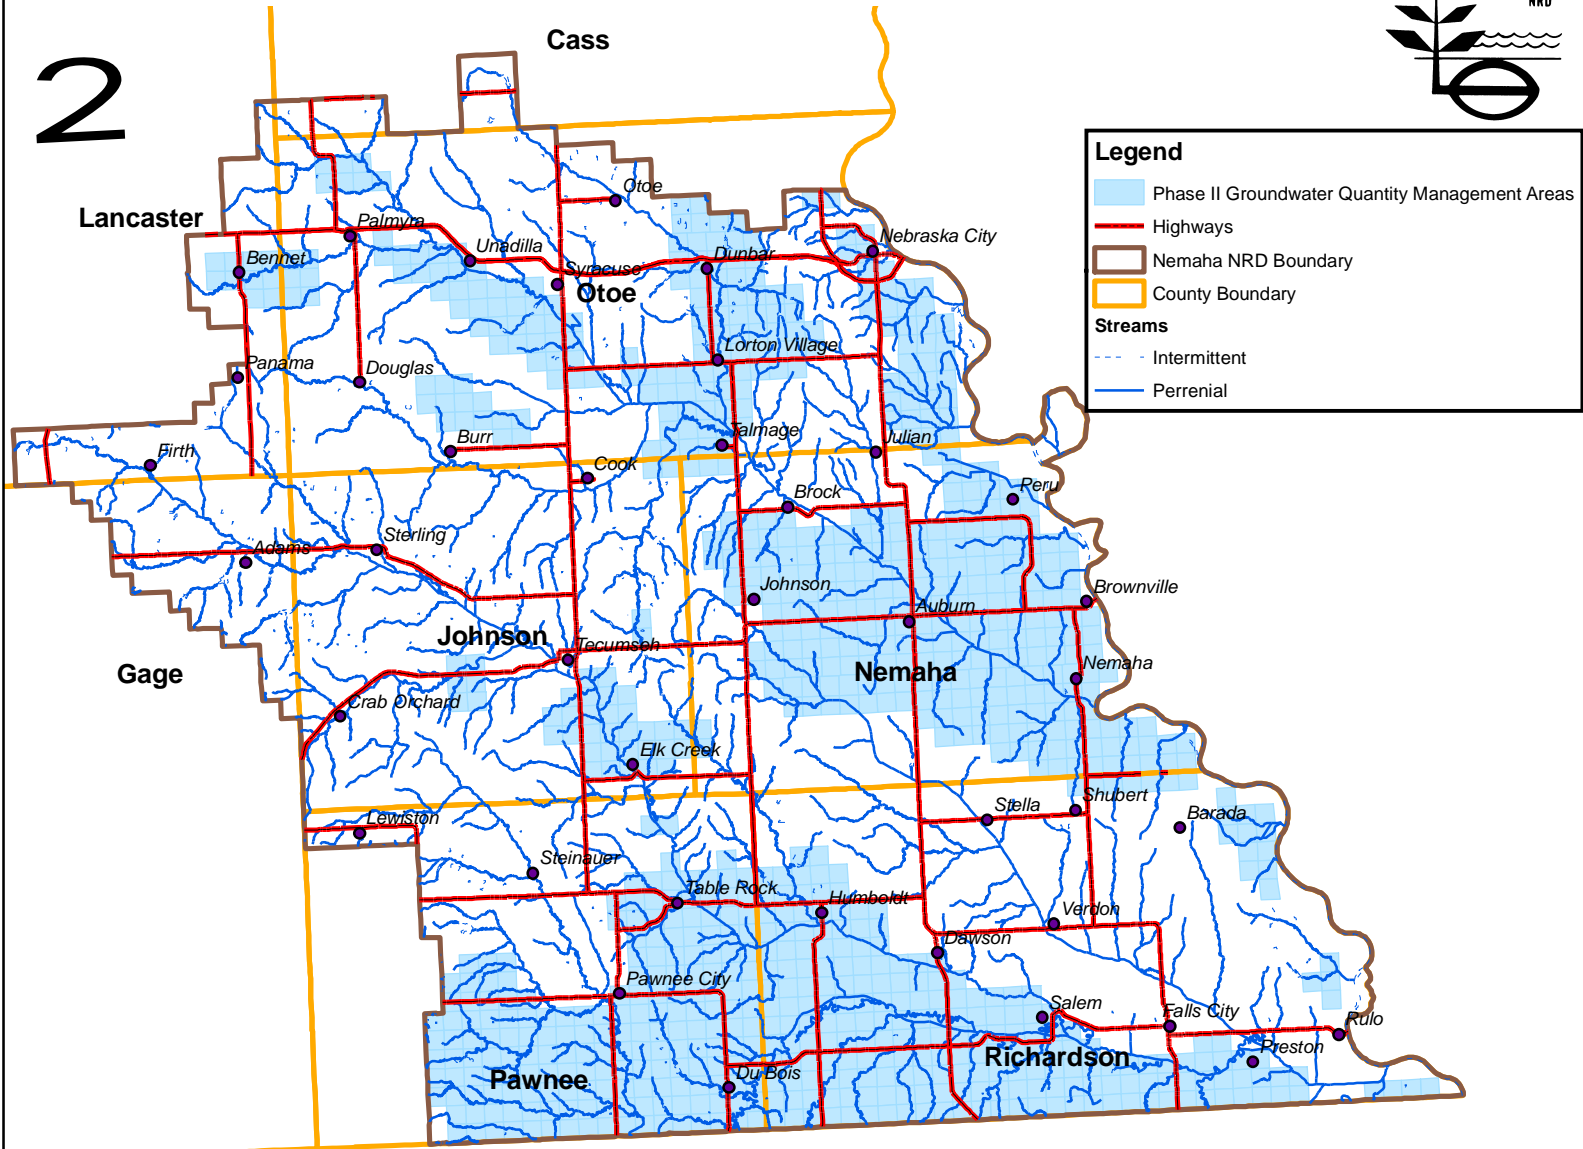 NRD
Cass
2
Legend
Phase II Groundwater Quantity Management Areas
Highways
Nemaha NRD Boundary
County Boundary
Streams
Intermittent
Perrenial
Otoe
Lancaster
Palmyra
Nebraska City
Unadilla
Dunbar
Bennet
Syracuse
Otoe
Lorton Village
Panama
Douglas
Talmage
Burr
Julian
Firth
Cook
Peru
Brock
Sterling
Adams
Johnson
Brownville
Auburn
Johnson
Tecumseh
Nemaha
Gage
Nemaha
Crab Orchard
Elk Creek
Shubert
Stella
Barada
Lewiston
Steinauer
Table Rock
Humboldt
Verdon
Dawson
Pawnee City
Salem
Falls City
Rulo
Preston
Richardson
Du Bois
Pawnee